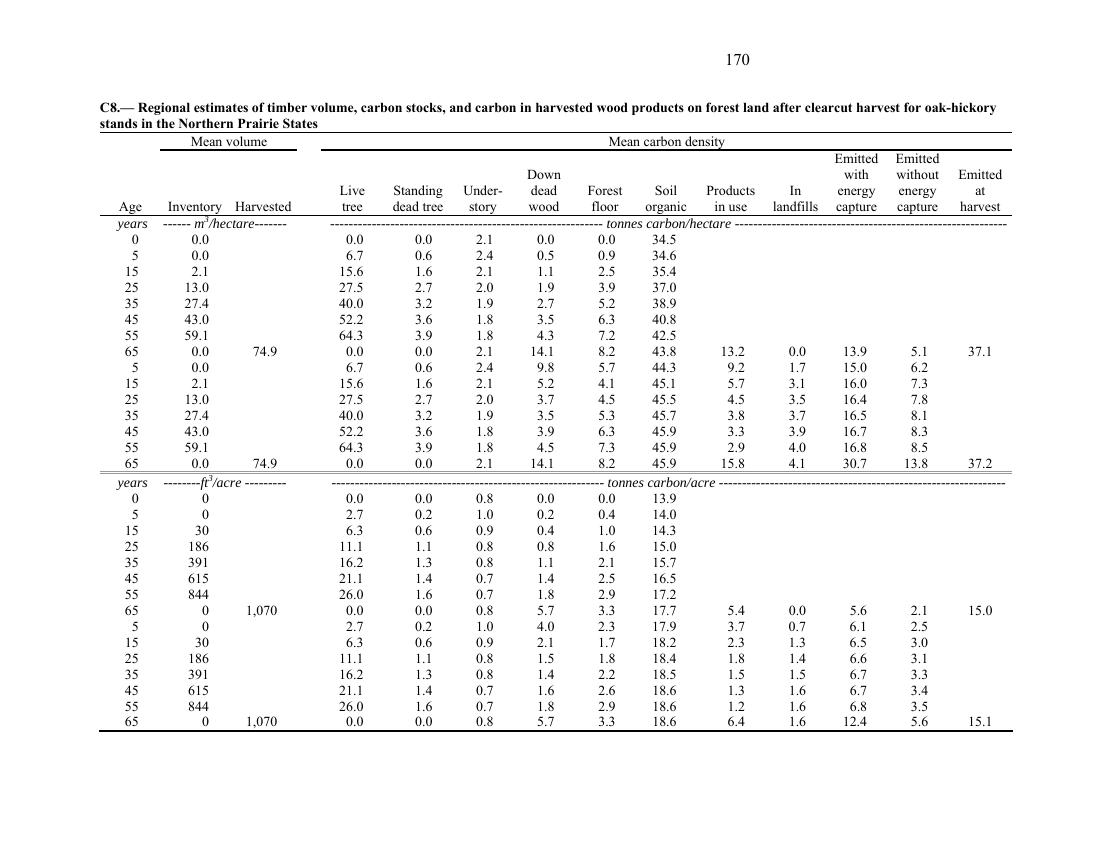 170
C8.— Regional estimates of timber volume, carbon stocks, and carbon in harvested wood products on forest land after clearcut harvest for oak-hickory
stands in the Northern Prairie States
Mean volume Mean carbon density
Age Inventory Harvested Live tree Standing dead tree Under-story Down dead wood Forest floor Soil organic Products in use In landfills Emitted with energy capture Emitted without energy capture Emitted at harvest
years ------ m³/hectare------- ---------- tonnes carbon/hectare ----------
0 0.0 0.0 0.0 2.1 0.0 0.0 34.5
5 0.0 6.7 0.6 2.4 0.5 0.9 34.6
15 2.1 15.6 1.6 2.1 1.1 2.5 35.4
25 13.0 27.5 2.7 2.0 1.9 3.9 37.0
35 27.4 40.0 3.2 1.9 2.7 5.2 38.9
45 43.0 52.2 3.6 1.8 3.5 6.3 40.8
55 59.1 64.3 3.9 1.8 4.3 7.2 42.5
65 0.0 74.9 0.0 0.0 2.1 14.1 8.2 43.8 13.2 0.0 13.9 5.1 37.1
5 0.0 6.7 0.6 2.4 9.8 5.7 44.3 9.2 1.7 15.0 6.2
15 2.1 15.6 1.6 2.1 5.2 4.1 45.1 5.7 3.1 16.0 7.3
25 13.0 27.5 2.7 2.0 3.7 4.5 45.5 4.5 3.5 16.4 7.8
35 27.4 40.0 3.2 1.9 3.5 5.3 45.7 3.8 3.7 16.5 8.1
45 43.0 52.2 3.6 1.8 3.9 6.3 45.9 3.3 3.9 16.7 8.3
55 59.1 64.3 3.9 1.8 4.5 7.3 45.9 2.9 4.0 16.8 8.5
65 0.0 74.9 0.0 0.0 2.1 14.1 8.2 45.9 15.8 4.1 30.7 13.8 37.2
years --------ft³/acre --------- ---------- tonnes carbon/acre ----------
0 0 0.0 0.0 0.8 0.0 0.0 13.9
5 0 2.7 0.2 1.0 0.2 0.4 14.0
15 30 6.3 0.6 0.9 0.4 1.0 14.3
25 186 11.1 1.1 0.8 0.8 1.6 15.0
35 391 16.2 1.3 0.8 1.1 2.1 15.7
45 615 21.1 1.4 0.7 1.4 2.5 16.5
55 844 26.0 1.6 0.7 1.8 2.9 17.2
65 0 1,070 0.0 0.0 0.8 5.7 3.3 17.7 5.4 0.0 5.6 2.1 15.0
5 0 2.7 0.2 1.0 4.0 2.3 17.9 3.7 0.7 6.1 2.5
15 30 6.3 0.6 0.9 2.1 1.7 18.2 2.3 1.3 6.5 3.0
25 186 11.1 1.1 0.8 1.5 1.8 18.4 1.8 1.4 6.6 3.1
35 391 16.2 1.3 0.8 1.4 2.2 18.5 1.5 1.5 6.7 3.3
45 615 21.1 1.4 0.7 1.6 2.6 18.6 1.3 1.6 6.7 3.4
55 844 26.0 1.6 0.7 1.8 2.9 18.6 1.2 1.6 6.8 3.5
65 0 1,070 0.0 0.0 0.8 5.7 3.3 18.6 6.4 1.6 12.4 5.6 15.1